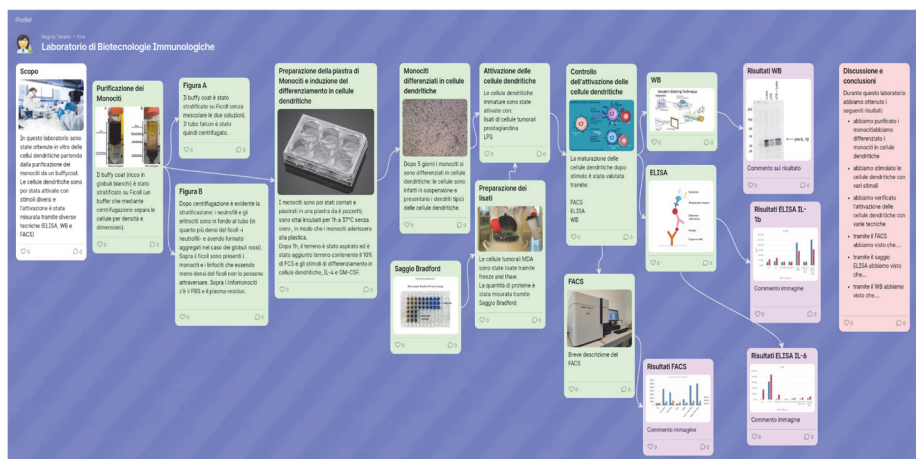 :Padlet
Regina Tavano + Ana
Laboratorio di Biotecnologie Immunologiche
Scopo
In questo laboratorio sono
state ottenute in vitro delle
cellul dendritiche partendo
dalla purificazione dei
monociti da un buffycoat.
Le cellule dendritiche sono
poi stata attivate con
stimoli diversi e
l'attivazione è stata
misurata tramite diverse
tecniche (ELISA, WB e
FACS)
Purificazione dei
Monociti
Il buffy coat (ricco in
globuli bianchi) è stato
stratificato su Ficoll (un
buffer che mediante
centrifugazione separa le
cellule per densità e
dimensioni).
Figura A
Il buffy coat è stato
stratificato su Ficoll senza
mescolare le due soluzioni.
Il tubo falcon è stato
quindi centrifugato.
Figura B
Dopo centrifugazione è evidente la
stratificazione: i neutrofili e gli
eritrociti sono in fondo al tubo (in
quanto più densi del ficoll -i
neutrofili- e avendo formato
aggregati nel caso dei globuli rossi).
Sopra il ficoll sono presenti i
monociti e i linfociti che essendo
meno densi del ficoll non lo possono
attraversare. Sopra i linfomonociti
c'è il PBS e il plasma residuo.
Preparazione della piastra di
Monociti e induzione del
differenziamento in cellule
dendritiche
I monociti sono poi stati contati e
piastrati in una piastra da 6 pozzetti;
sono sttai incubati per 1h a 37°C senza
siero , in modo che i monociti aderissero
alla plastica.
Dopo 1h, il terreno è stato aspirato ed è
stato aggiunto terreno contenente il 10%
di FCS e gli stimoli di differenziamento in
cellule dendritiche, IL-4 e GM-CSF.
Monociti
differenziati in cellule
dendritiche
Dopo 5 giorni i monociti si
sono differenziati in cellule
dendritiche: le cellule sono
infatti in sospensione e
presentano i dendriti tipici
delle cellule dendritiche.
Saggio Bradford
Attivazione delle
cellule dendritiche
Le cellule dendritiche
immature sono state
attivate con:
lisati di cellule tumorali
prostaglandina
LPS
Preparazione dei
lisati
Le cellule tumorali MDA
sono state lisate tramite
freeze and thaw.
La quantità di proteine è
stata misurata tramite
Saggio Bradford
Controllo
dell'attivazione delle
cellule dendritiche
La maturazione delle
cellule dendritiche dopo
stimolo è stata valutata
tramite:
FACS
ELISA
WB
FACS
Breve descrizione del
FACS
WB
Western Blotting Technique
ELISA
Risultati FACS
Commento immagine
Risultati WB
Commento sul risultato
Risultati ELISA IL-
1b
Commento immagine
Risultati ELISA IL-6
Commento immagine
Discussione e
conclusioni
Durante questo laboratorio
abbiamo ottenuto i
seguenti risultati
• abbiamo purificato i
monocitiabbiamo
differenziato i
monociti in cellule
dendritiche
• abbiamo stimolato le
cellule dendritiche con
vari stimoli
• abbiamo verificato
l'attivazione delle
cellule dendritiche con
varie tecniche
• tramite il FACS
abbiamo visto che...
• tramite il saggio
ELISA abbiamo visto
che...
• tramite il WB abbiamo
visto che...